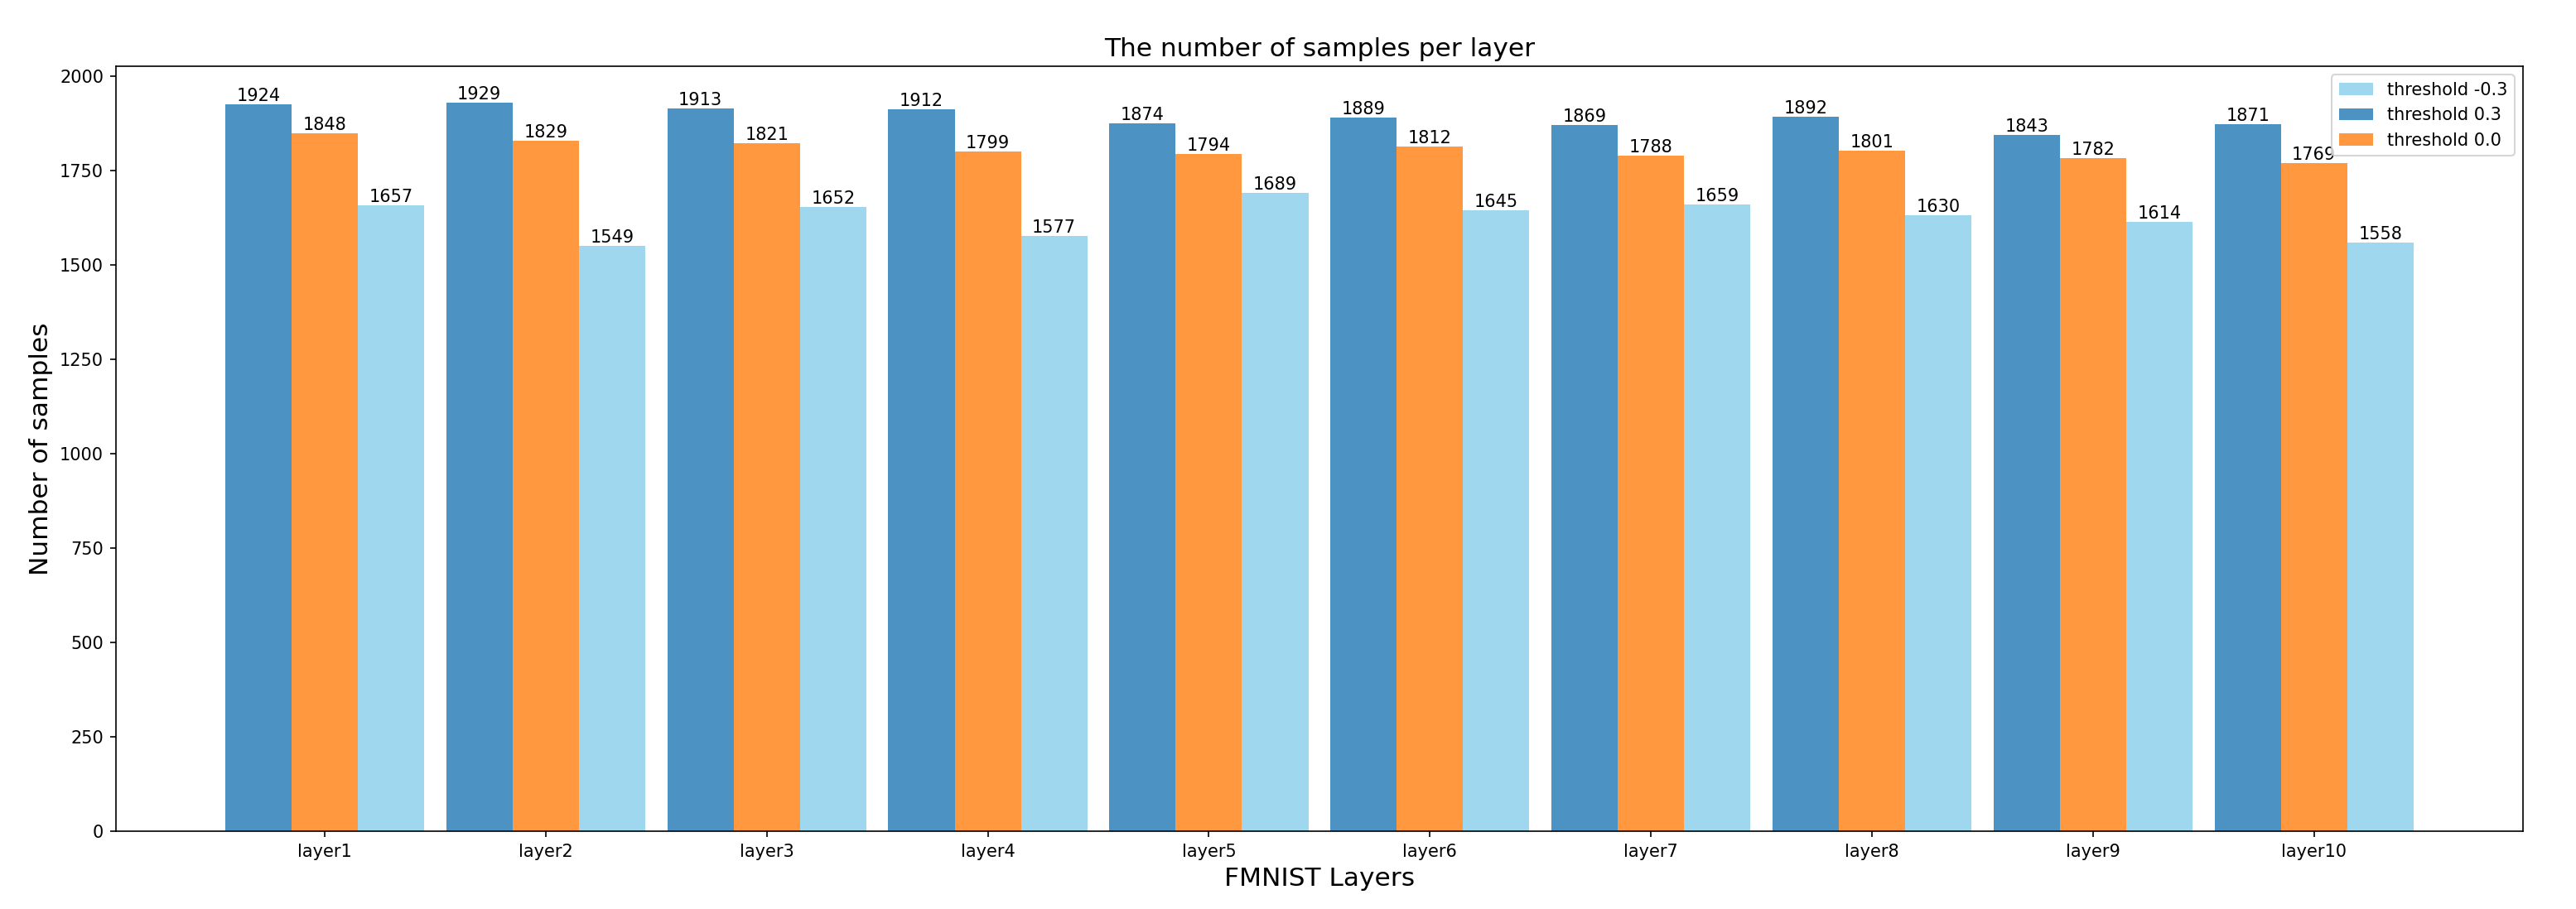 The number of samples per layer
Number of samples
2000
1750
1500
1250
1000
750
500
250
0
threshold -0.3
threshold 0.3
threshold 0.0
1924 1848 1657
1929 1829 1549
1913 1821 1652
1912 1799 1577
1874 1794 1689
1889 1812 1645
1869 1788 1659
1892 1801 1630
1843 1782 1614
1871 1769 1558
layer1 layer2 layer3 layer4 layer5 layer6 layer7 layer8 layer9 layer10
FMNIST Layers